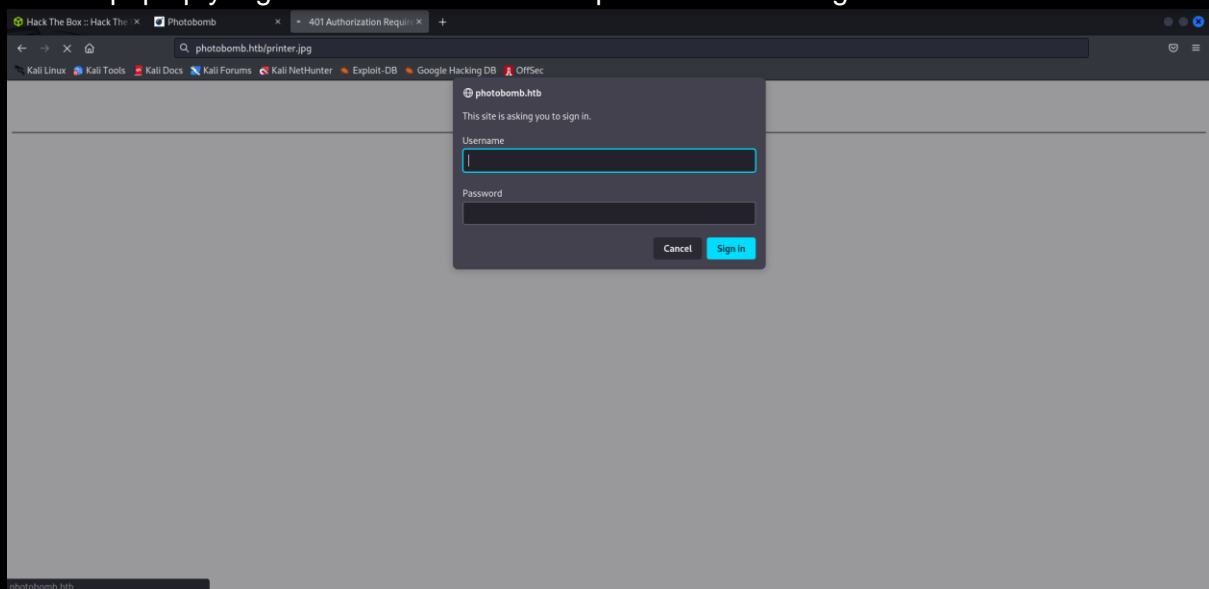 Hack The Box :: Hack The
Photobomb
401 Authorization Require
photobomb.htb/printer.jpg
Kali Linux Kali Tools Kali Docs Kali Forums Kali NetHunter Exploit-DB Google Hacking DB OffSec
photobomb.htb
This site is asking you to sign in.
Username
Password
Cancel Sign in
photobomb.htb